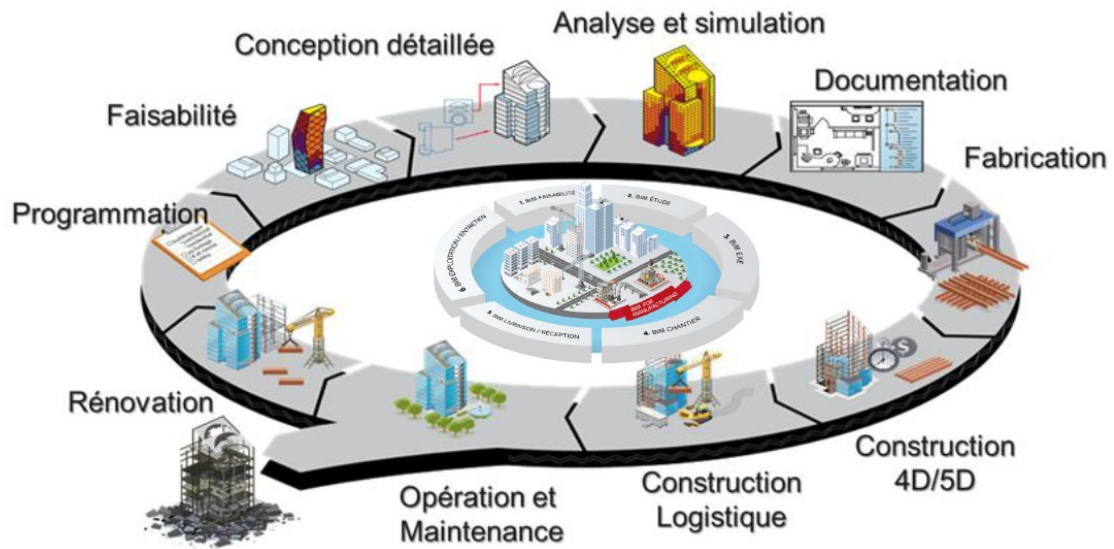 Analyse et simulation
Conception détaillée
Documentation
Faisabilité
Fabrication
Programmation
1. BIM FAISABILITÉ
2. BIM ÉTUDE
3. BIM EXE
BIM FOR
MANUFACTURING
4. BIM CHANTIER
BIM LIVRAISON / RÉCEPTION
6. BIM EXPLOITATION / ENTRETIEN
Rénovation
Opération et
Maintenance
Construction
Logistique
Construction
4D/5D
$